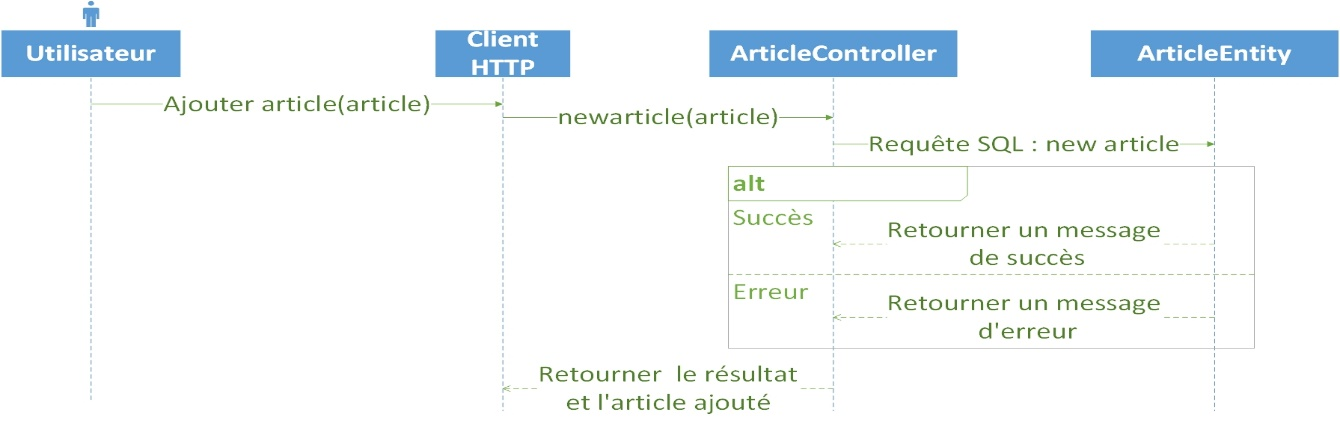 Utilisateur
Client
HTTP
ArticleController
ArticleEntity
Ajouter article(article)
newarticle(article)
Requête SQL : new article
alt
Succès
Retourner un message
de succès
Erreur
Retourner un message
d'erreur
Retourner le résultat
et l'article ajouté